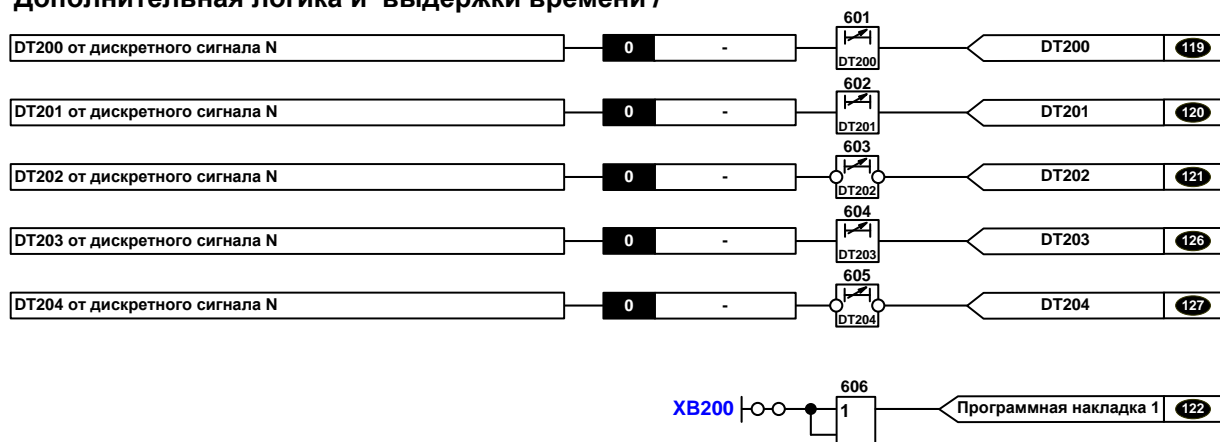 Дополнительная логика и выдержки времени /
601
DT200 от дискретного сигнала N 0 - DT200 DT200 119
602
DT201 от дискретного сигнала N 0 - DT201 DT201 120
603
DT202 от дискретного сигнала N 0 - DT202 DT202 121
604
DT203 от дискретного сигнала N 0 - DT203 DT203 126
605
DT204 от дискретного сигнала N 0 - DT204 DT204 127
606
XB200 1 Программная накладка 1 122